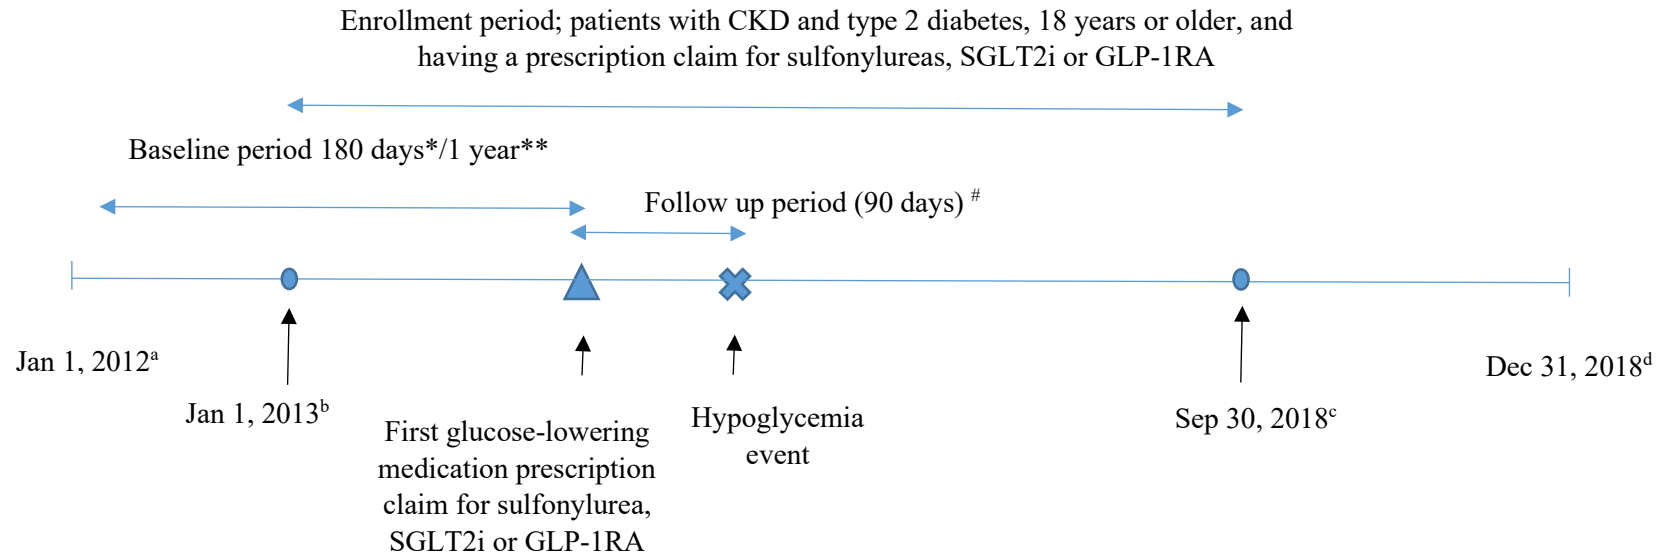 Enrollment period; patients with CKD and type 2 diabetes, 18 years or older, and
having a prescription claim for sulfonylureas, SGLT2i or GLP-1RA
Baseline period 180 days*/1 year**
Follow up period (90 days) #
Jan 1, 2012a
Jan 1, 2013b
First glucose-lowering
medication prescription
claim for sulfonylurea,
SGLT2i or GLP-1RA
Hypoglycemia
event
Sep 30, 2018c
Dec 31, 2018d